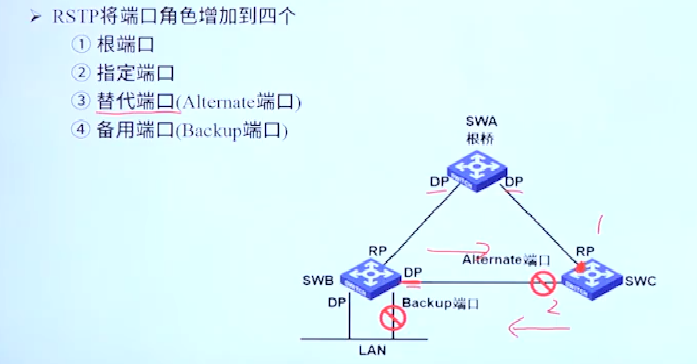 ➢ RSTP将端口角色增加到四个
① 根端口
② 指定端口
③ 替代端口(Alternate端口)
④ 备用端口(Backup端口)
SWA
根桥
DP DP
RP RP
Alternate端口
SWB DP SWC
DP Backup端口
LAN
1
2